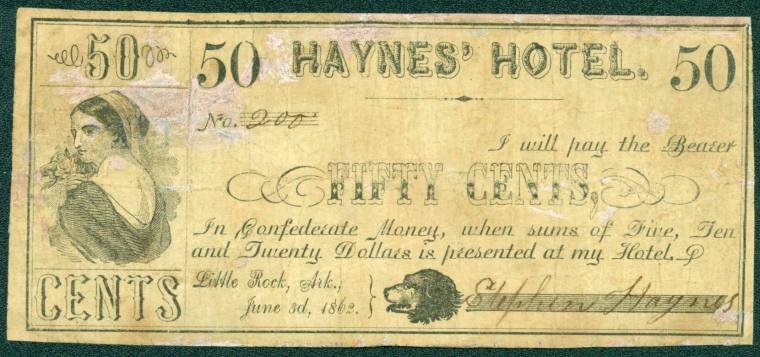 50
50 HAYNES' HOTEL. 50
No. 200
I will pay the Bearer
FIFTY CENTS,
In Confederate Money, when sums of Five, Ten
and Twenty Dollars is presented at my Hotel.
CENTS
Little Rock, Ark.,
June 3d, 1862.
Stephen Haynes